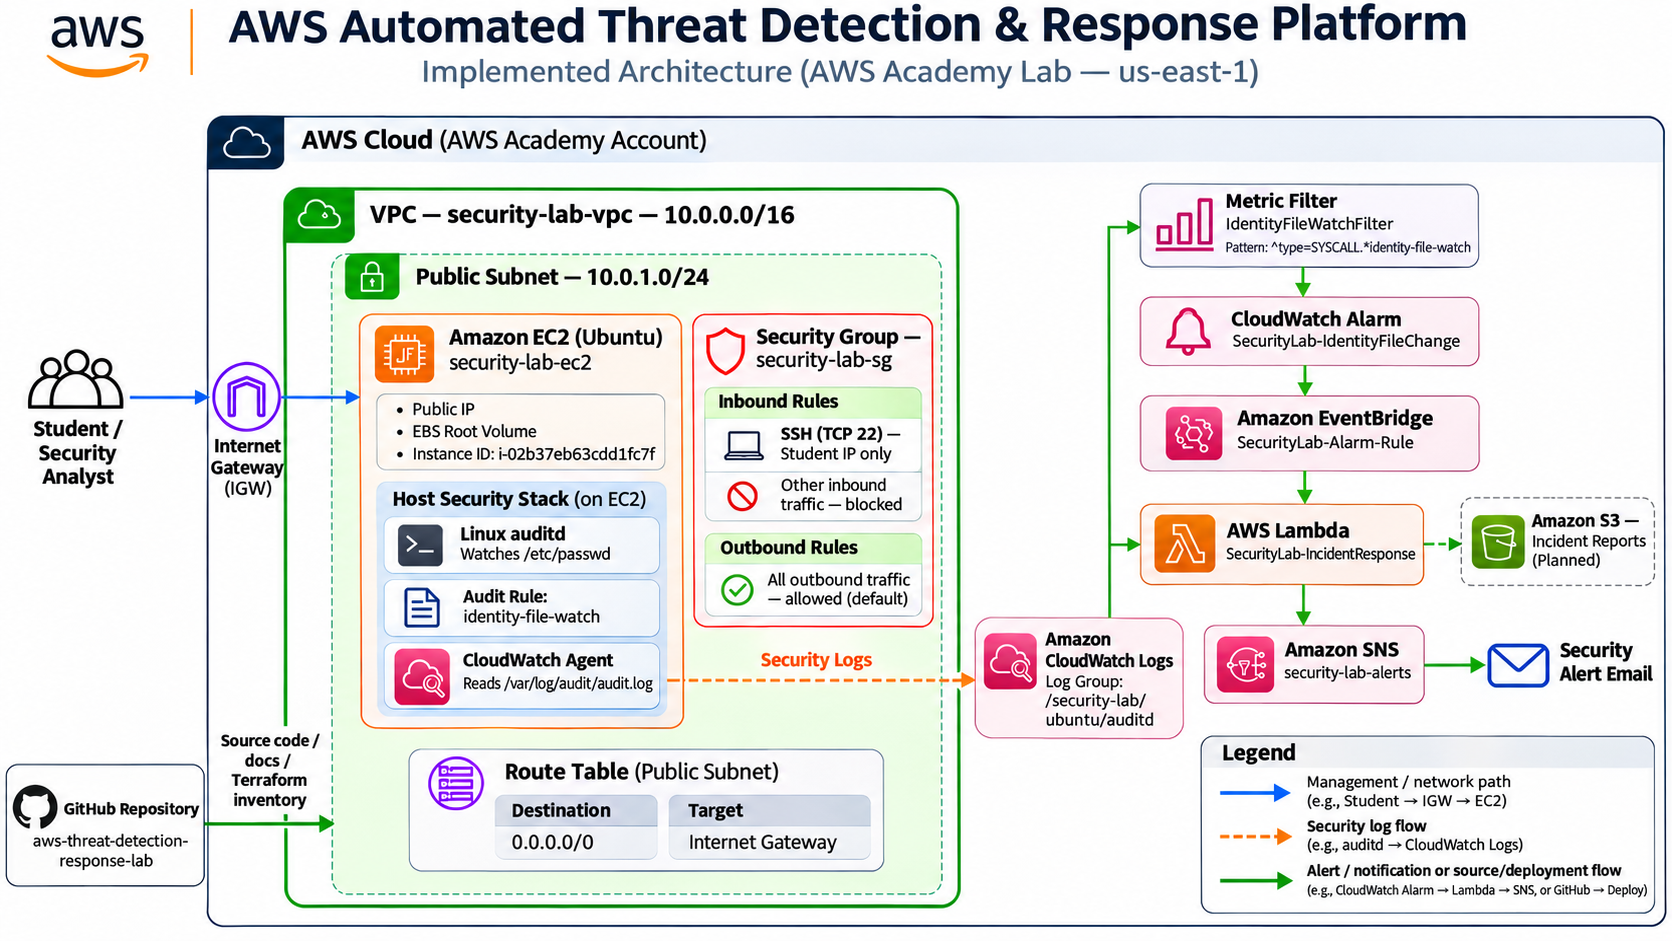 aws
AWS Automated Threat Detection & Response Platform
Implemented Architecture (AWS Academy Lab — us-east-1)
AWS Cloud (AWS Academy Account)
VPC — security-lab-vpc — 10.0.0.0/16
Public Subnet — 10.0.1.0/24
Student /
Security
Analyst
Internet
Gateway
(IGW)
Amazon EC2 (Ubuntu)
security-lab-ec2
JF
• Public IP
• EBS Root Volume
• Instance ID: i-02b37eb63cdd1fc7f
Host Security Stack (on EC2)
Linux auditd
Watches /etc/passwd
Audit Rule:
identity-file-watch
CloudWatch Agent
Reads /var/log/audit/audit.log
Security Group —
security-lab-sg
Inbound Rules
SSH (TCP 22) —
Student IP only
Other inbound
traffic — blocked
Outbound Rules
All outbound traffic
— allowed (default)
Security Logs
Route Table (Public Subnet)
Destination
Target
0.0.0.0/0
Internet Gateway
Source code /
docs /
Terraform
inventory
GitHub Repository
aws-threat-detection-
response-lab
Amazon
CloudWatch Logs
Log Group:
/security-lab/
ubuntu/auditd
Metric Filter
IdentityFileWatchFilter
Pattern: ^type=SYSCALL.*identity-file-watch
CloudWatch Alarm
SecurityLab-IdentityFileChange
Amazon EventBridge
SecurityLab-Alarm-Rule
AWS Lambda
SecurityLab-IncidentResponse
Amazon S3 —
Incident Reports
(Planned)
Amazon SNS
security-lab-alerts
Security
Alert Email
Legend
Management / network path
(e.g., Student → IGW → EC2)
Security log flow
(e.g., auditd → CloudWatch Logs)
Alert / notification or source/deployment flow
(e.g., CloudWatch Alarm → Lambda → SNS, or GitHub → Deploy)